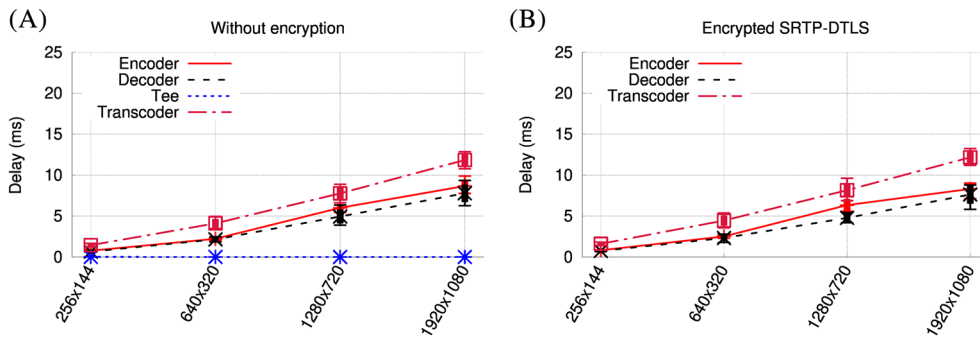 (A)
Without encryption
Delay (ms)
25
20
15
10
5
0
Encoder
Decoder
Tee
Transcoder
256x144
640x320
1280x720
1920x1080
(B)
Encrypted SRTP-DTLS
Delay (ms)
25
20
15
10
5
0
Encoder
Decoder
Transcoder
256x144
640x320
1280x720
1920x1080